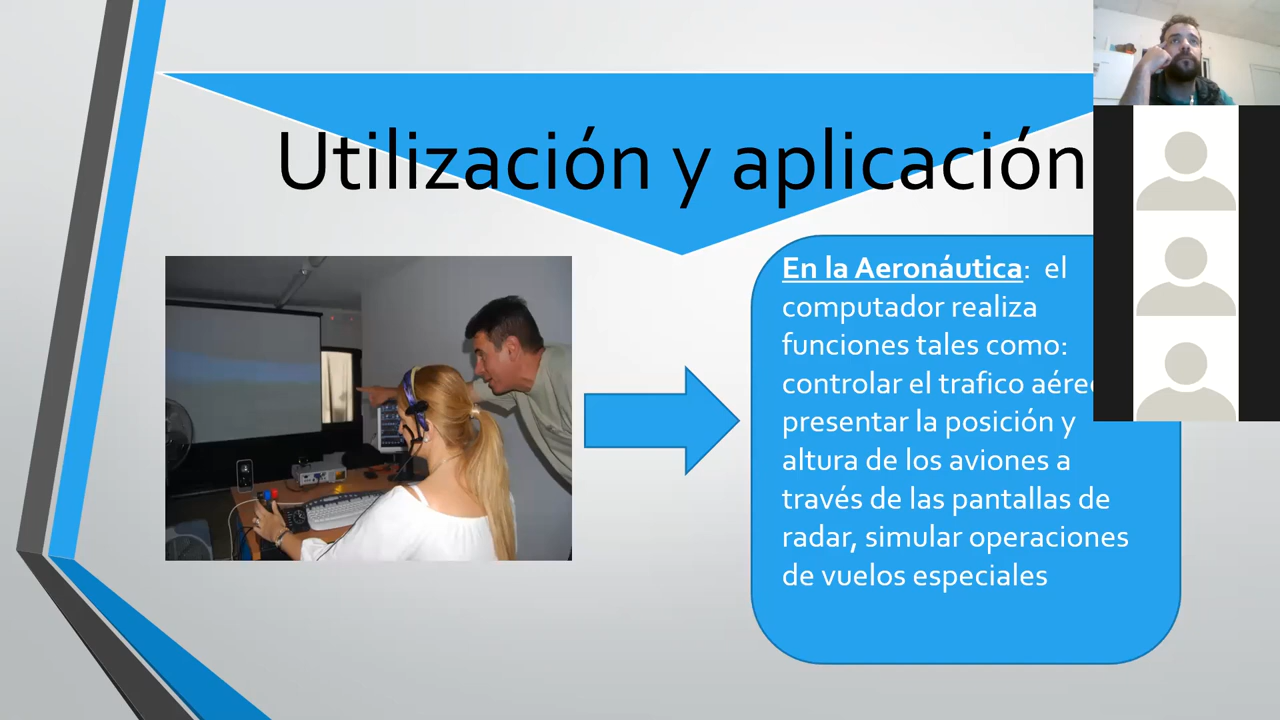 Utilización y aplicación
En la Aeronáutica:  el
computador realiza
funciones tales como:
controlar el trafico
presentar la posición y
altura de los aviones a
través de las pantallas de
radar, simular operaciones
de vuelos especiales